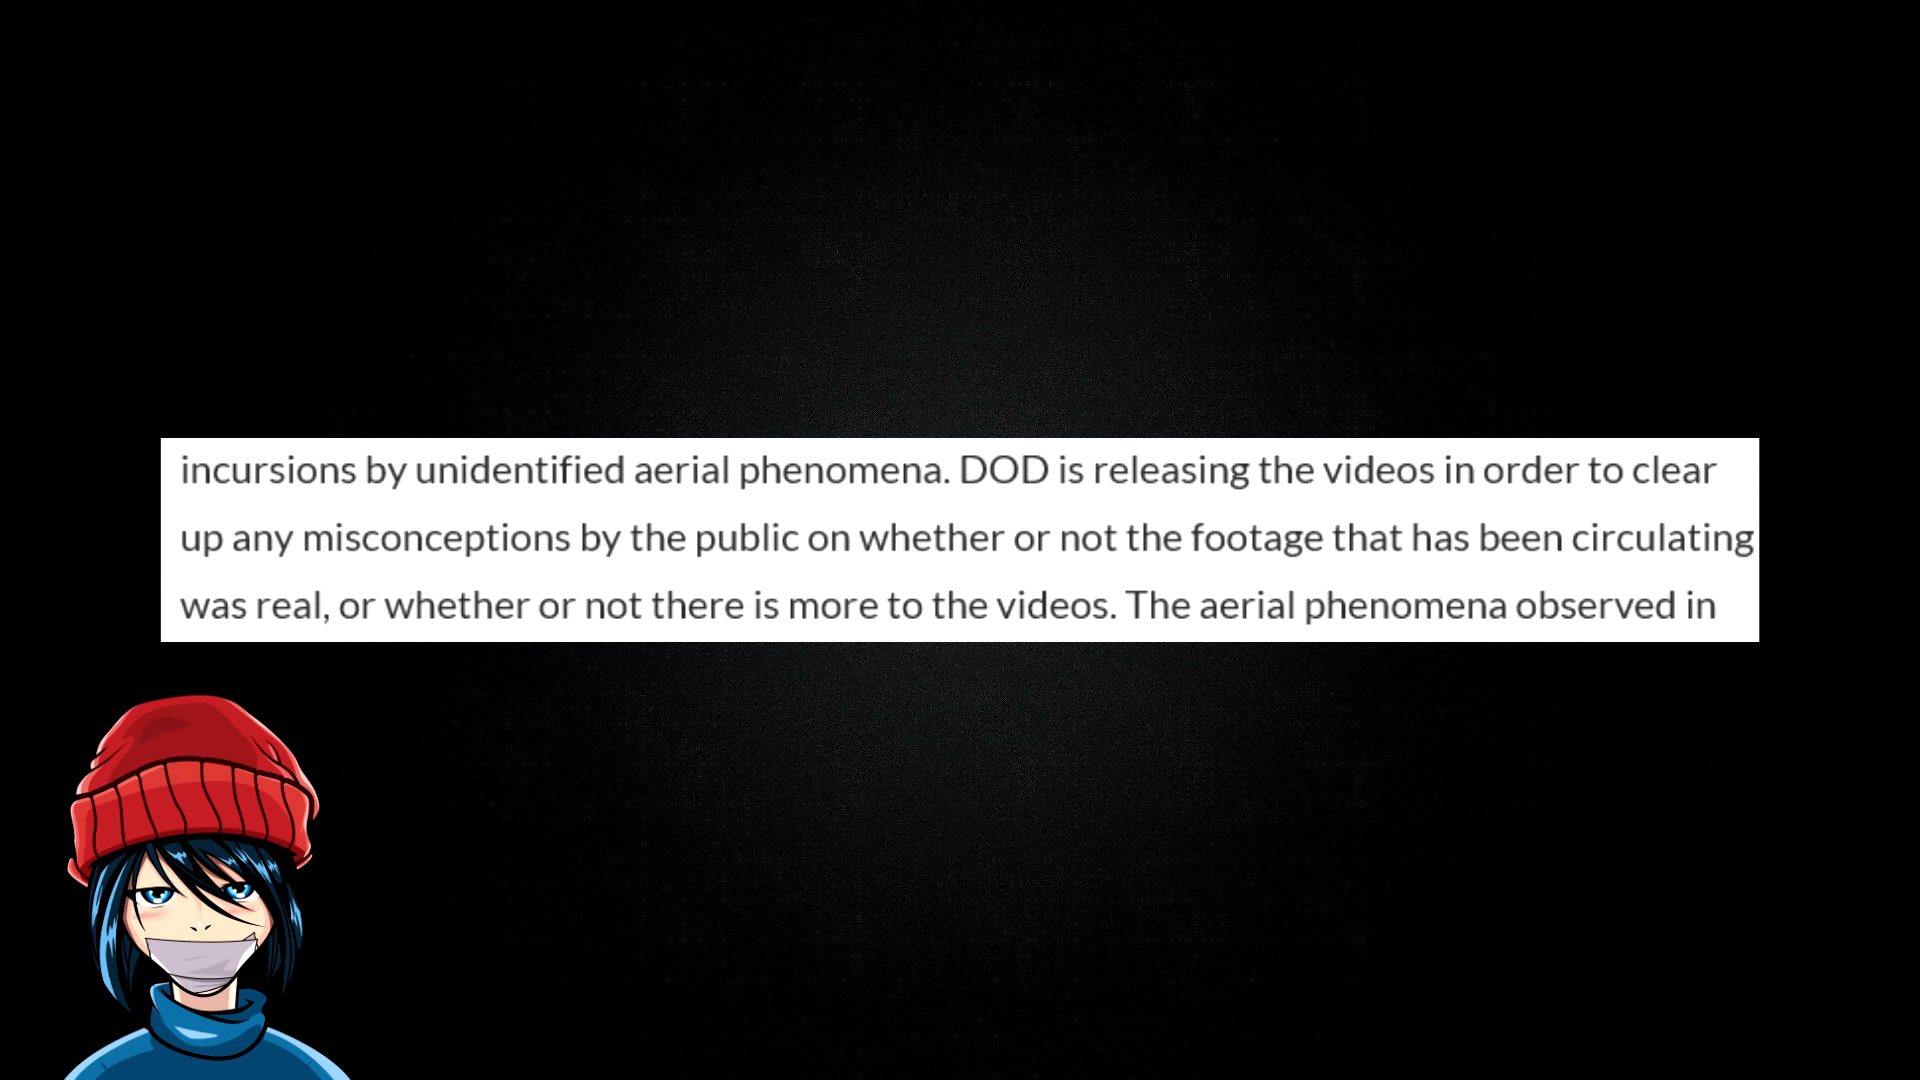 incursions by unidentified aerial phenomena. DOD is releasing the videos in order to clear
up any misconceptions by the public on whether or not the footage that has been circulating
was real, or whether or not there is more to the videos. The aerial phenomena observed in